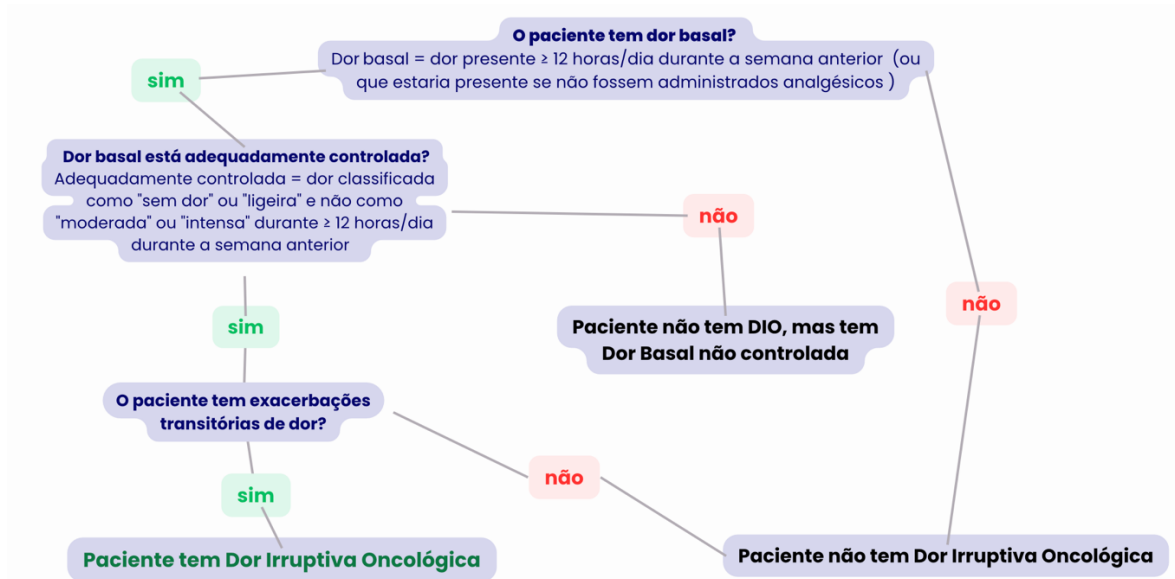 O paciente tem dor basal?
Dor basal = dor presente ≥ 12 horas/dia durante a semana anterior (ou
que estaria presente se não fossem administrados analgésicos )
sim
Dor basal está adequadamente controlada?
Adequadamente controlada = dor classificada
como "sem dor" ou "ligeira" e não como
"moderada" ou "intensa" durante ≥ 12 horas/dia
durante a semana anterior
não
não
sim
Paciente não tem DIO, mas tem
Dor Basal não controlada
O paciente tem exacerbações
transitórias de dor?
não
sim
Paciente tem Dor Irruptiva Oncológica
Paciente não tem Dor Irruptiva Oncológica